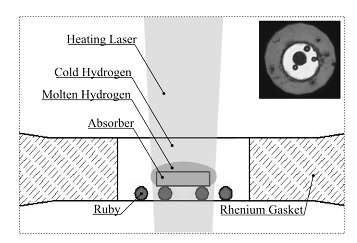 Heating Laser
Cold Hydrogen
Molten Hydrogen
Absorber
Ruby
Rhenium Gasket